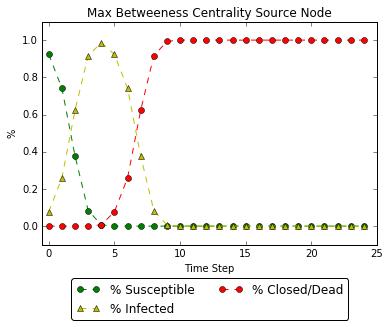 Max Betweeness Centrality Source Node
1.0
0.8
0.6
0.4
0.2
0.0
%
0 5 10 15 20 25
Time Step
% Susceptible % Closed/Dead
% Infected